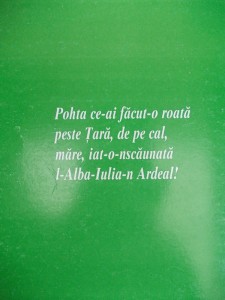 Pohta ce-ai făcut-o roată
peste Țară, de pe cal,
măre, iat-o-nscăunată
l-Alba-Iulia-n Ardeal!